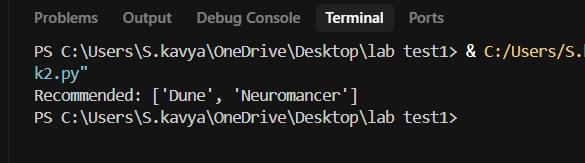 Problems Output Debug Console Terminal Ports
PS C:\Users\S.kavya\OneDrive\Desktop\lab test1> & C:/Users/S.
k2.py"
Recommended: ['Dune', 'Neuromancer']
PS C:\Users\S.kavya\OneDrive\Desktop\lab test1>